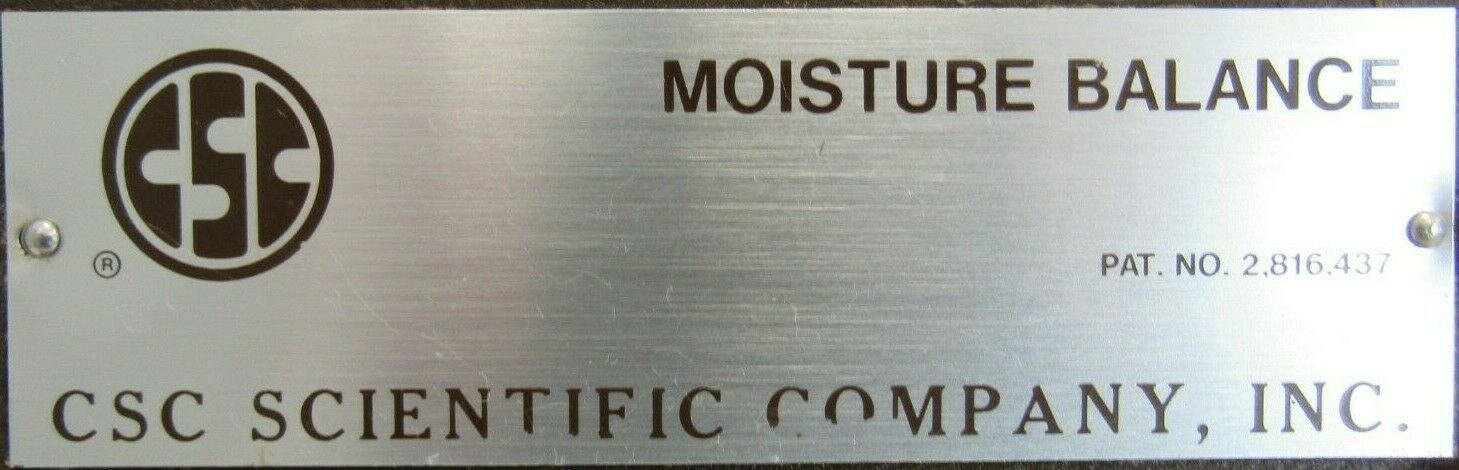 CSC
MOISTURE BALANCE
®
PAT. NO. 2,816,437
CSC SCIENTIFIC COMPANY, INC.